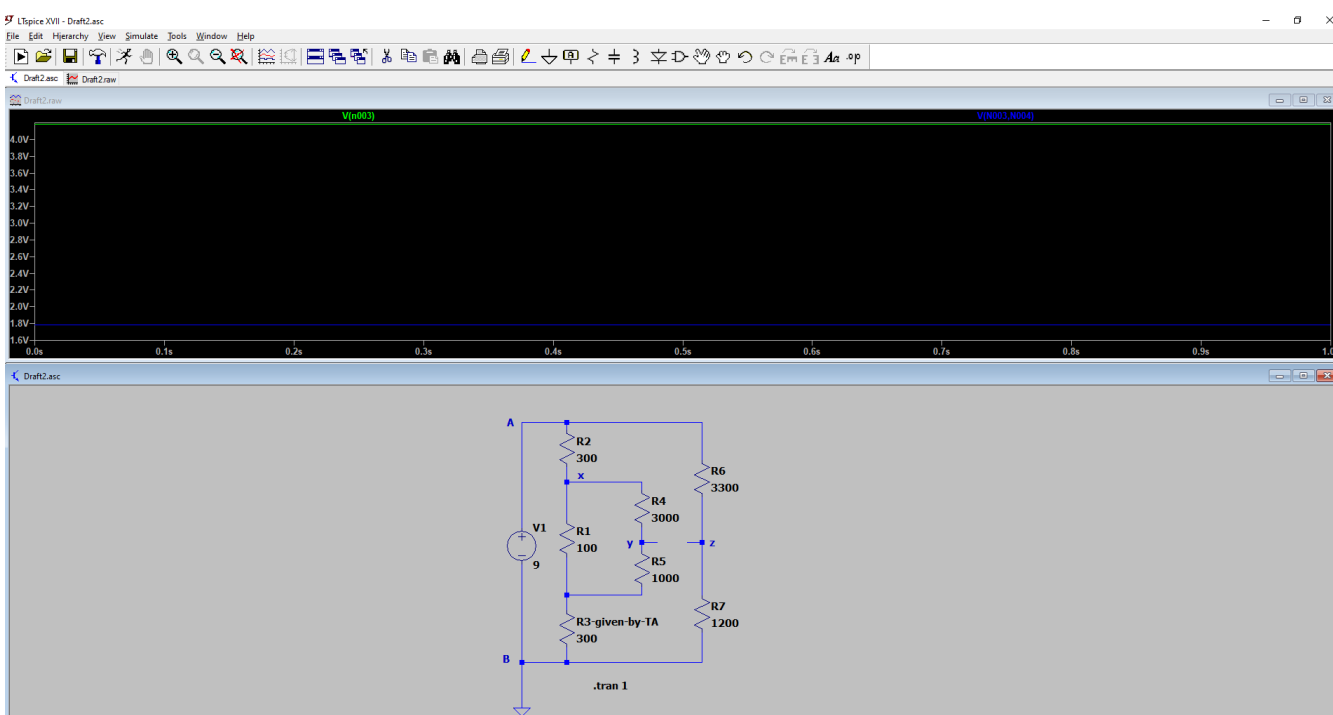 LTspice XVII - Draft2.asc
File Edit Hierarchy View Simulate Tools Window Help
Aa .op
Draft2.asc Draft2.raw
Draft2.raw
V(n003) V(N003,N004)
4.0V
3.8V
3.6V
3.4V
3.2V
3.0V
2.8V
2.6V
2.4V
2.2V
2.0V
1.8V
1.6V
0.0s 0.1s 0.2s 0.3s 0.4s 0.5s 0.6s 0.7s 0.8s 0.9s 1.0
Draft2.asc
A
R2
300
x
R6
3300
R4
3000
V1
R1
100
y
z
9
R5
1000
R7
1200
R3-given-by-TA
300
B
.tran 1